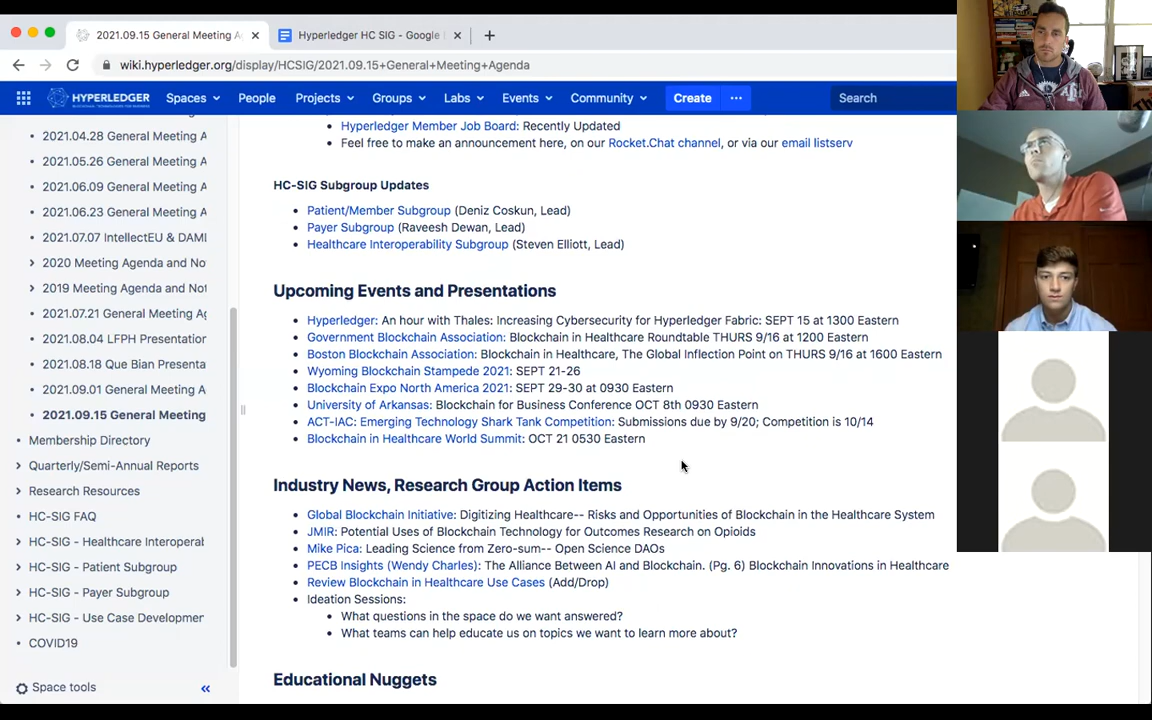 2021.09.15 General Meeting A
Hyperledger HC SIG - Google
wiki.hyperledger.org/display/HCSIG/2021.09.15+General+Meeting+Agenda
HYPERLEDGER
Spaces
People
Projects
Groups
Labs
Events
Community
Create
Search
2021.04.28 General Meeting A
2021.05.26 General Meeting A
2021.06.09 General Meeting A
2021.06.23 General Meeting A
2021.07.07 IntellectEU & DAMI
2020 Meeting Agenda and No
2019 Meeting Agenda and Not
2021.07.21 General Meeting Ag
2021.08.04 LFPH Presentation
2021.08.18 Que Bian Presenta
2021.09.01 General Meeting A
2021.09.15 General Meeting
Membership Directory
Quarterly/Semi-Annual Reports
Research Resources
HC-SIG FAQ
HC-SIG - Healthcare Interoperal
HC-SIG - Patient Subgroup
HC-SIG - Payer Subgroup
HC-SIG - Use Case Developmer
COVID19
Space tools
Hyperledger Member Job Board: Recently Updated
Feel free to make an announcement here, on our Rocket.Chat channel, or via our email listserv
HC-SIG Subgroup Updates
Patient/Member Subgroup (Deniz Coskun, Lead)
Payer Subgroup (Raveesh Dewan, Lead)
Healthcare Interoperability Subgroup (Steven Elliott, Lead)
Upcoming Events and Presentations
Hyperledger: An hour with Thales: Increasing Cybersecurity for Hyperledger Fabric: SEPT 15 at 1300 Eastern
Government Blockchain Association: Blockchain in Healthcare Roundtable THURS 9/16 at 1200 Eastern
Boston Blockchain Association: Blockchain in Healthcare, The Global Inflection Point on THURS 9/16 at 1600 Eastern
Wyoming Blockchain Stampede 2021: SEPT 21-26
Blockchain Expo North America 2021: SEPT 29-30 at 0930 Eastern
University of Arkansas: Blockchain for Business Conference OCT 8th 0930 Eastern
ACT-IAC: Emerging Technology Shark Tank Competition: Submissions due by 9/20; Competition is 10/14
Blockchain in Healthcare World Summit: OCT 21 0530 Eastern
Industry News, Research Group Action Items
Global Blockchain Initiative: Digitizing Healthcare-- Risks and Opportunities of Blockchain in the Healthcare System
JMIR: Potential Uses of Blockchain Technology for Outcomes Research on Opioids
Mike Pica: Leading Science from Zero-sum-- Open Science DAOs
PECB Insights (Wendy Charles): The Alliance Between AI and Blockchain. (Pg. 6) Blockchain Innovations in Healthcare
Review Blockchain in Healthcare Use Cases (Add/Drop)
Ideation Sessions:
What questions in the space do we want answered?
What teams can help educate us on topics we want to learn more about?
Educational Nuggets